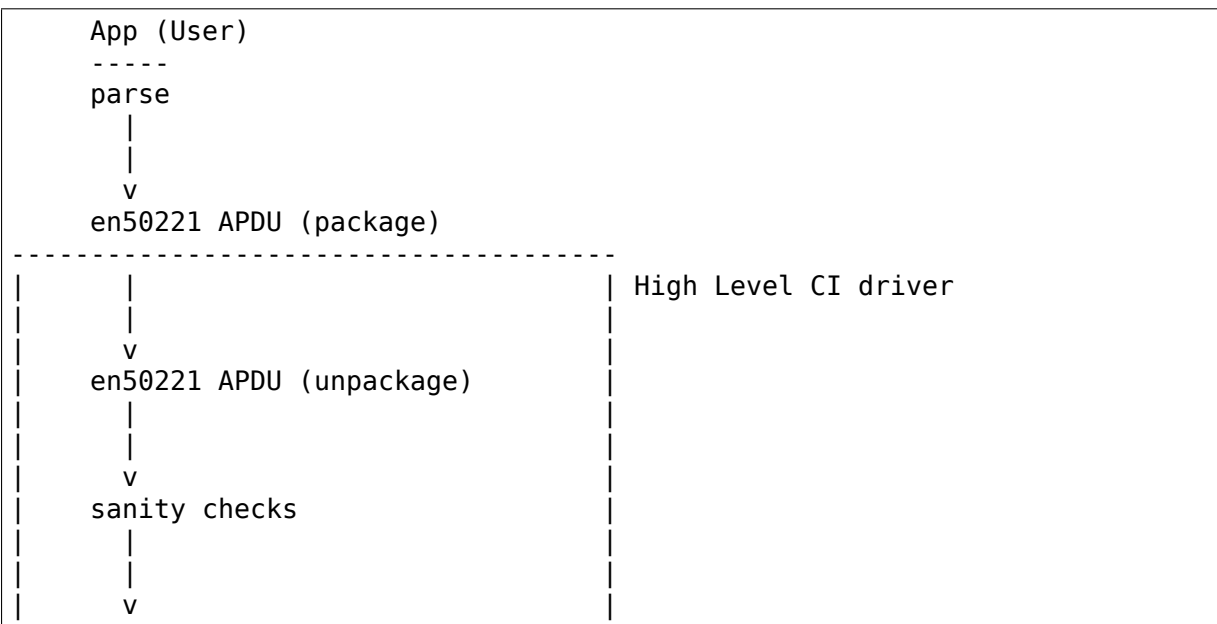 App (User)
     -----
     parse
       |
       |
       v
     en50221 APDU (package)
--------------------------------------
|      |                             | High Level CI driver
|      |                             |
|      v                             |
|    en50221 APDU (unpackage)        |
|      |                             |
|      |                             |
|      v                             |
|    sanity checks                   |
|      |                             |
|      |                             |
|      v                             |